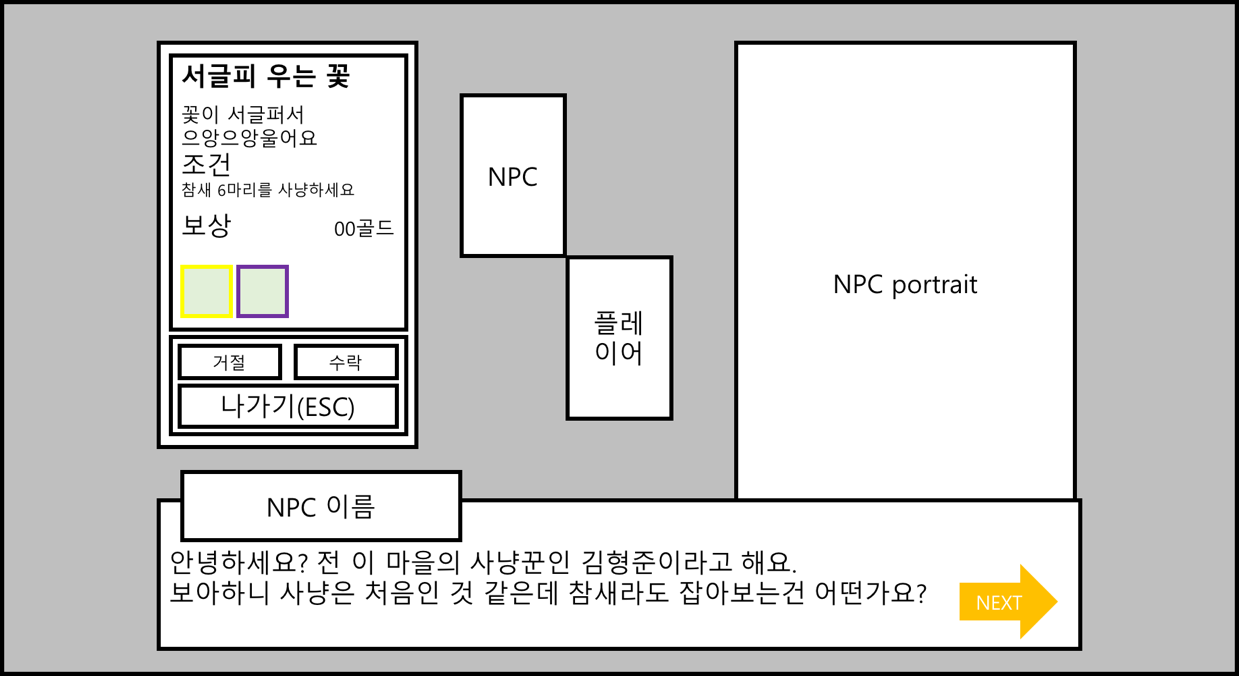 서글피 우는 꽃
꽃이 서글퍼서
으앙으앙울어요
조건
참새 6마리를 사냥하세요
보상
00골드
거절
수락
나가기(ESC)
NPC
플레
이어
NPC portrait
NPC 이름
안녕하세요? 전 이 마을의 사냥꾼인 김형준이라고 해요.
보아하니 사냥은 처음인 것 같은데 참새라도 잡아보는건 어떤가요?
NEXT